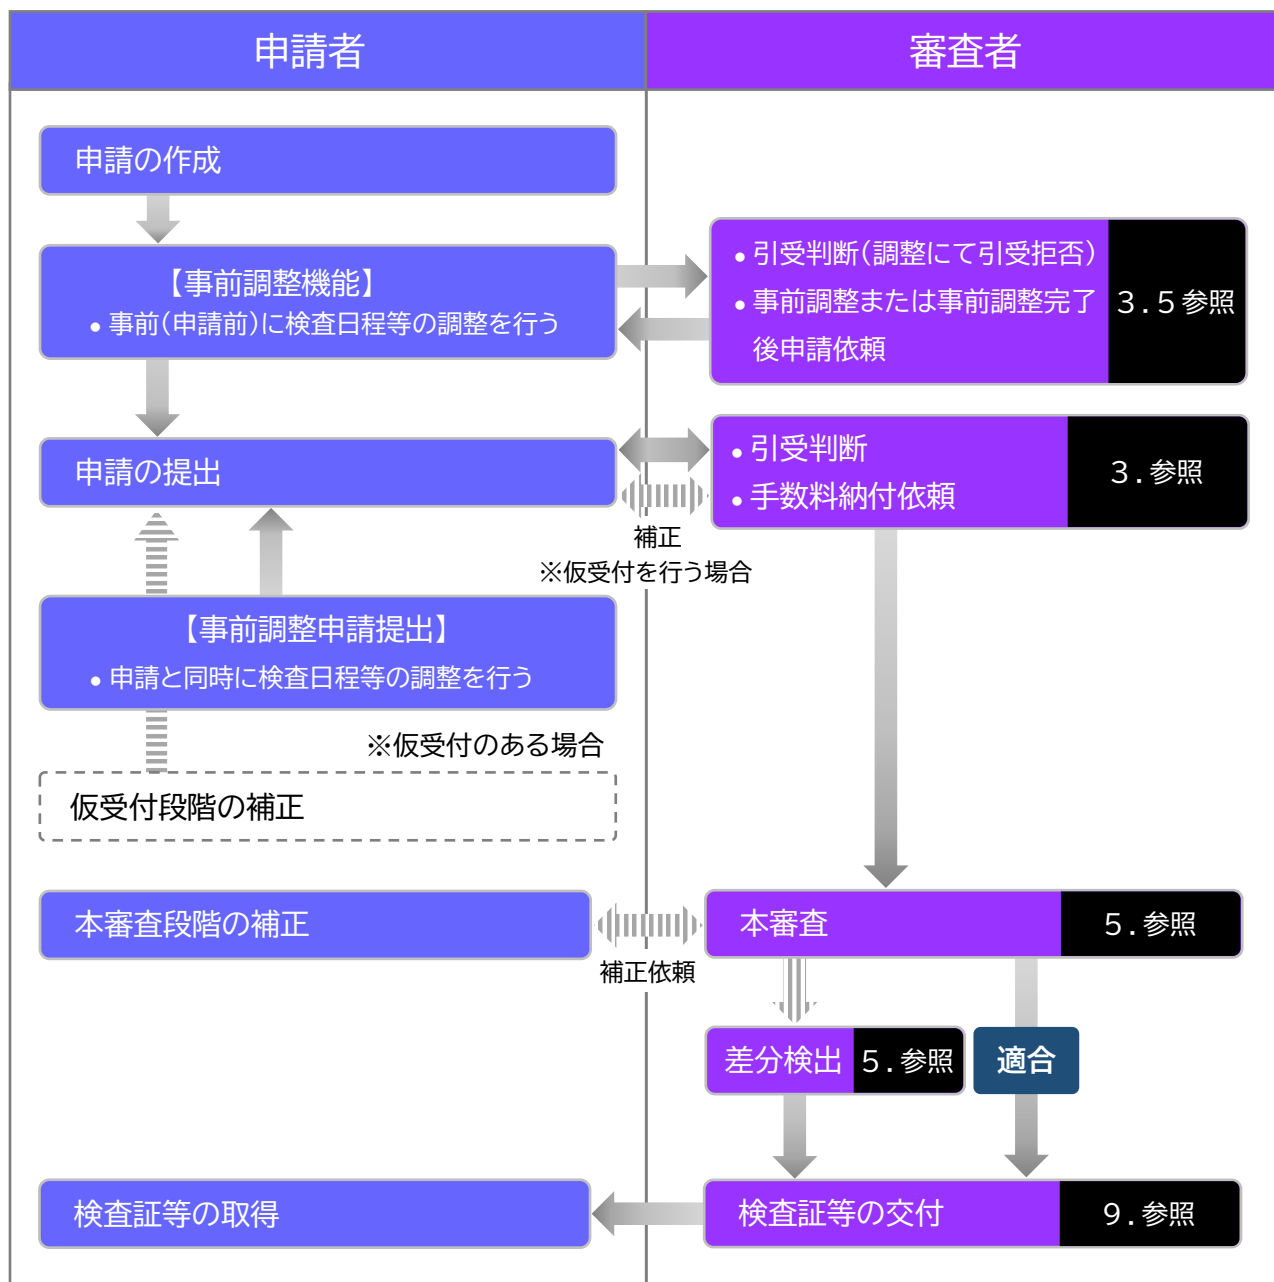 申請者
審査者
申請の作成
【事前調整機能】
● 事前(申請前)に検査日程等の調整を行う
● 引受判断(調整にて引受拒否)
● 事前調整または事前調整完了
後申請依頼
3.5参照
申請の提出
● 引受判断
● 手数料納付依頼
3.参照
補正
※仮受付を行う場合
【事前調整申請提出】
● 申請と同時に検査日程等の調整を行う
※仮受付のある場合
仮受付段階の補正
本審査段階の補正
補正依頼
本審査
5.参照
差分検出
5.参照
適合
検査証等の取得
検査証等の交付
9.参照